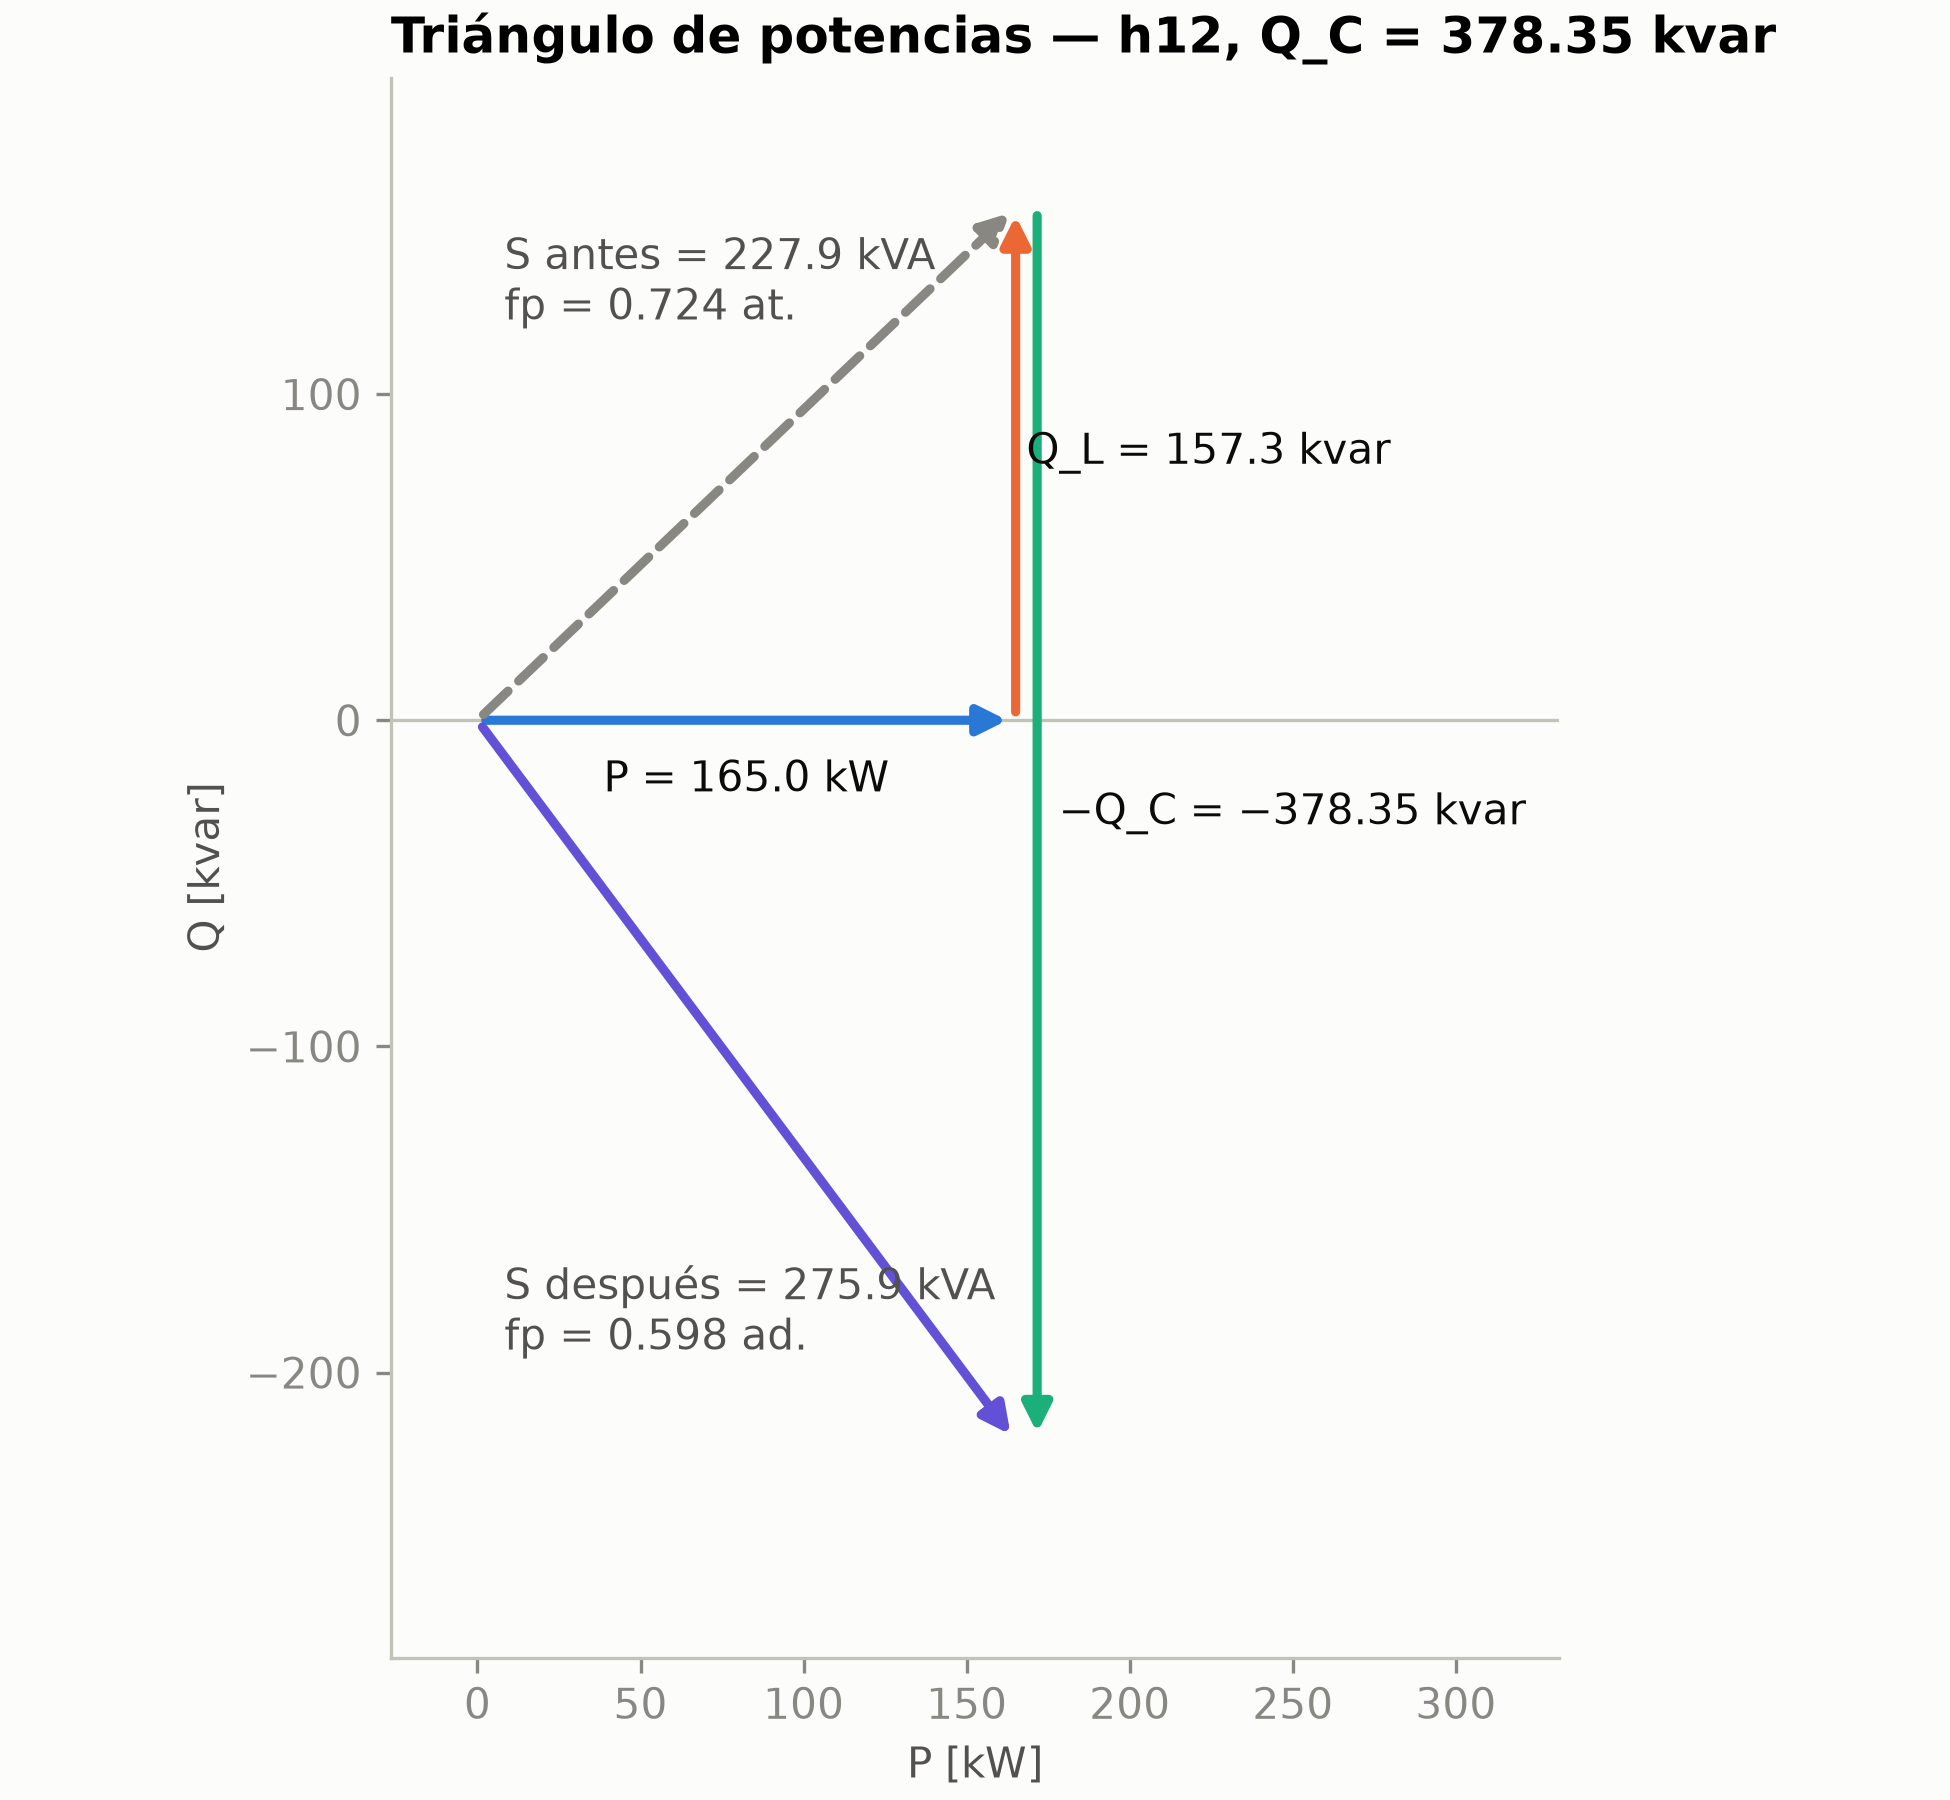 Triángulo de potencias — h12, Q_C = 378.35 kvar
S antes = 227.9 kVA
fp = 0.724 at.
100
Q_L = 157.3 kvar
0
P = 165.0 kW
−Q_C = −378.35 kvar
Q [kvar]
−100
S después = 275.9 kVA
fp = 0.598 ad.
−200
0 50 100 150 200 250 300
P [kW]